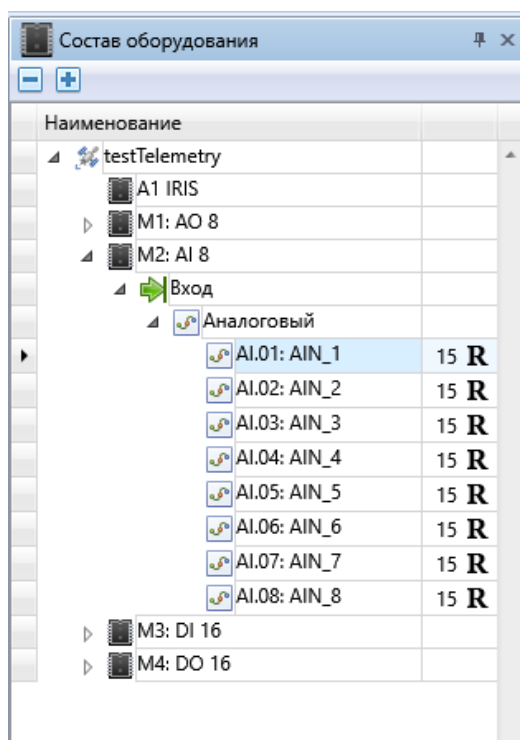 Состав оборудования
Наименование
testTelemetry
A1 IRIS
M1: AO 8
M2: AI 8
Вход
Аналоговый
AI.01: AIN_1 15 R
AI.02: AIN_2 15 R
AI.03: AIN_3 15 R
AI.04: AIN_4 15 R
AI.05: AIN_5 15 R
AI.06: AIN_6 15 R
AI.07: AIN_7 15 R
AI.08: AIN_8 15 R
M3: DI 16
M4: DO 16